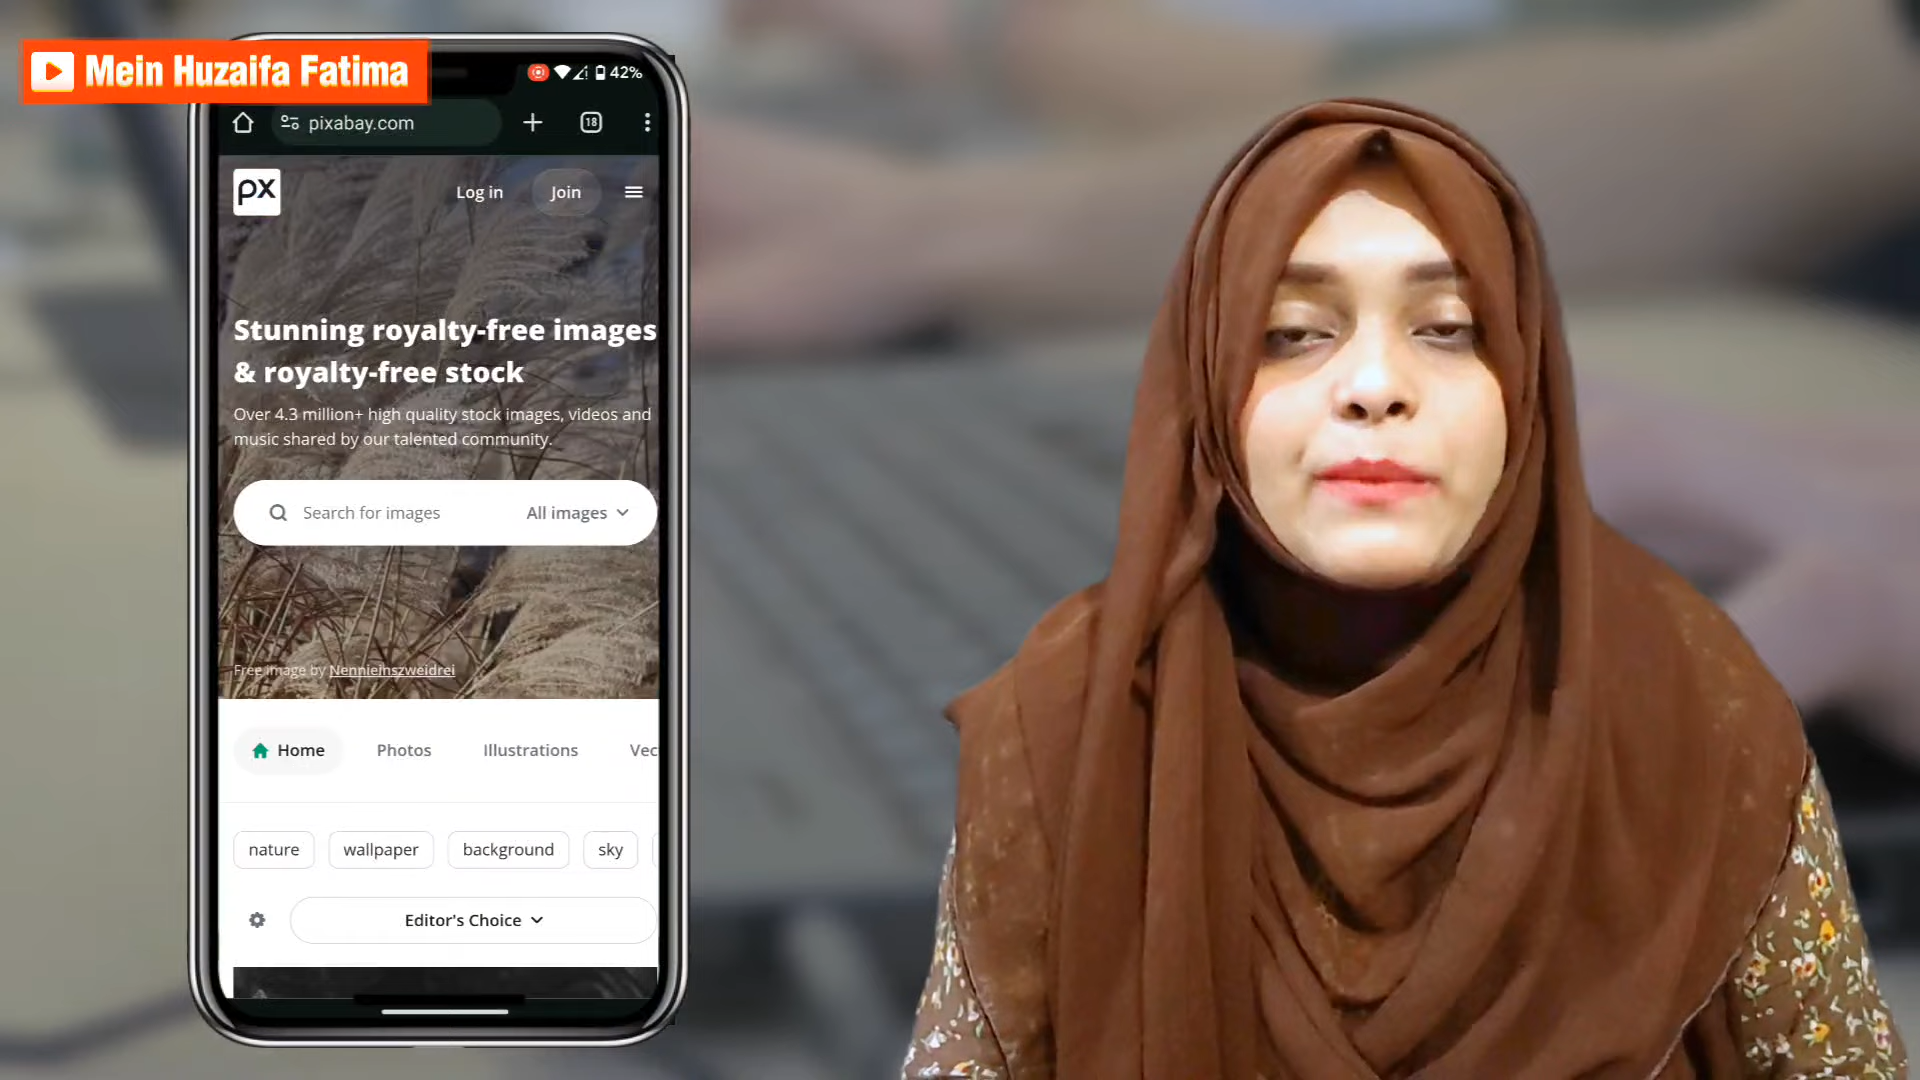 Mein Huzaifa Fatima
42%
pixabay.com
18
px
Log in
Join
Stunning royalty-free images
& royalty-free stock
Over 4.3 million+ high quality stock images, videos and
music shared by our talented community.
Search for images
All images
Free image by Nennieinszweidrei
Home
Photos
Illustrations
Vec
nature
wallpaper
background
sky
Editor's Choice